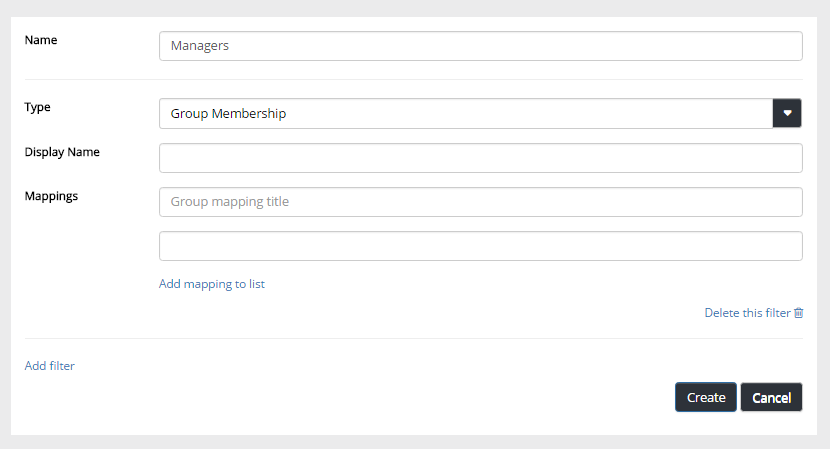 Name
Managers
Type
Group Membership
Display Name
Mappings
Group mapping title
Add mapping to list
Delete this filter
Add filter
Create
Cancel